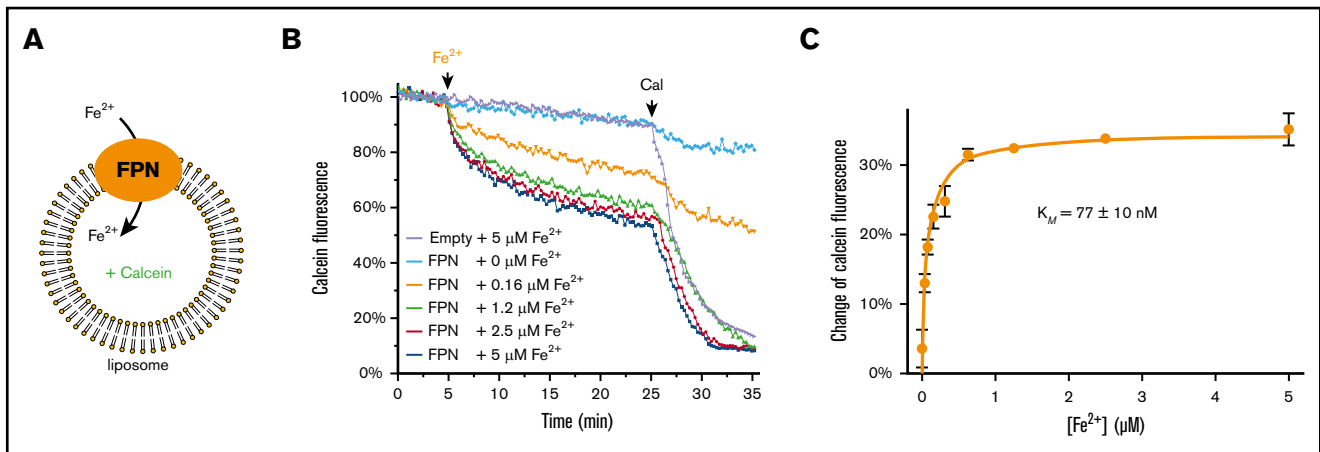 A
Fe²⁺
FPN
Fe²⁺
+ Calcein
liposome
B
Fe²⁺
Cal
100%
80%
60%
40%
20%
0%
Calcein fluorescence
Empty + 5 μM Fe²⁺
FPN + 0 μM Fe²⁺
FPN + 0.16 μM Fe²⁺
FPN + 1.2 μM Fe²⁺
FPN + 2.5 μM Fe²⁺
FPN + 5 μM Fe²⁺
0 5 10 15 20 25 30 35
Time (min)
C
Change of calcein fluorescence
30%
20%
10%
0%
K_M = 77 ± 10 nM
0 1 2 3 4 5
[Fe²⁺] (μM)